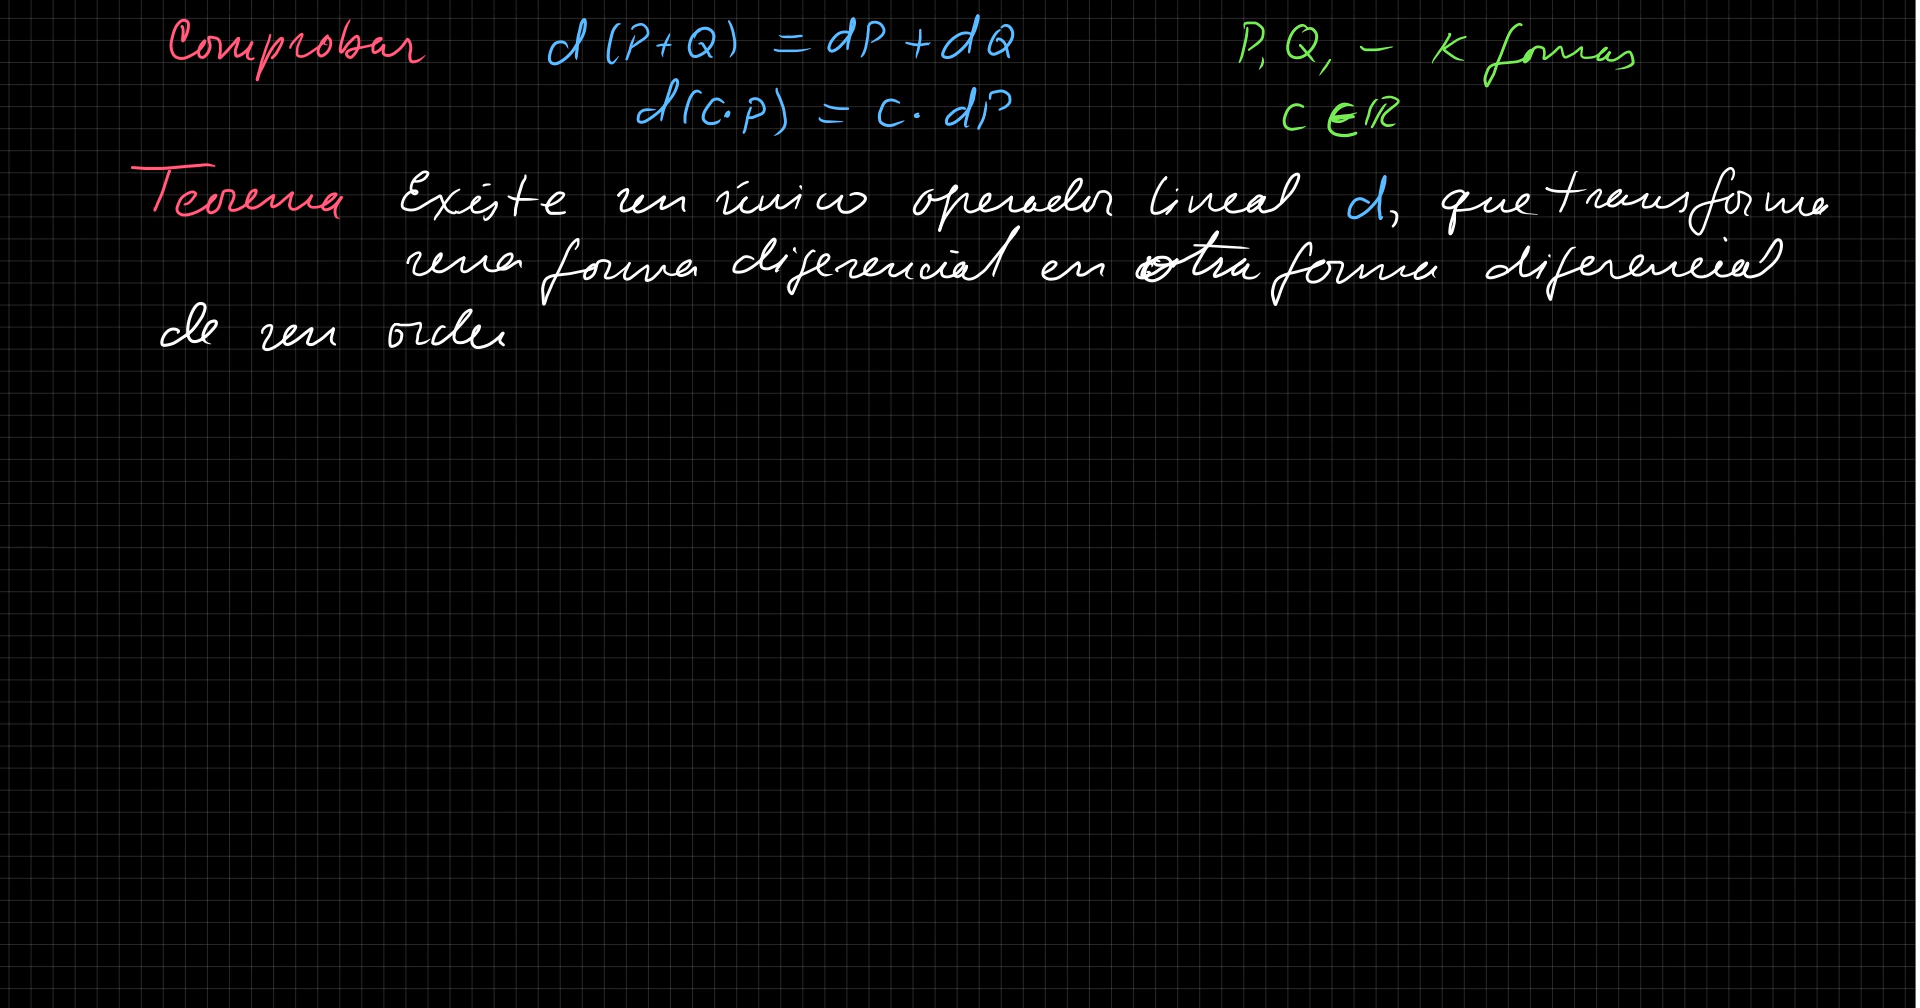 Comprobar d(P+Q) = dP + dQ P, Q, - K formas
d(C·P) = C· dP C ∈ ℝ
Teorema Existe un único operador lineal d, que transforma
una forma diferencial en otra forma diferencial
de un orden